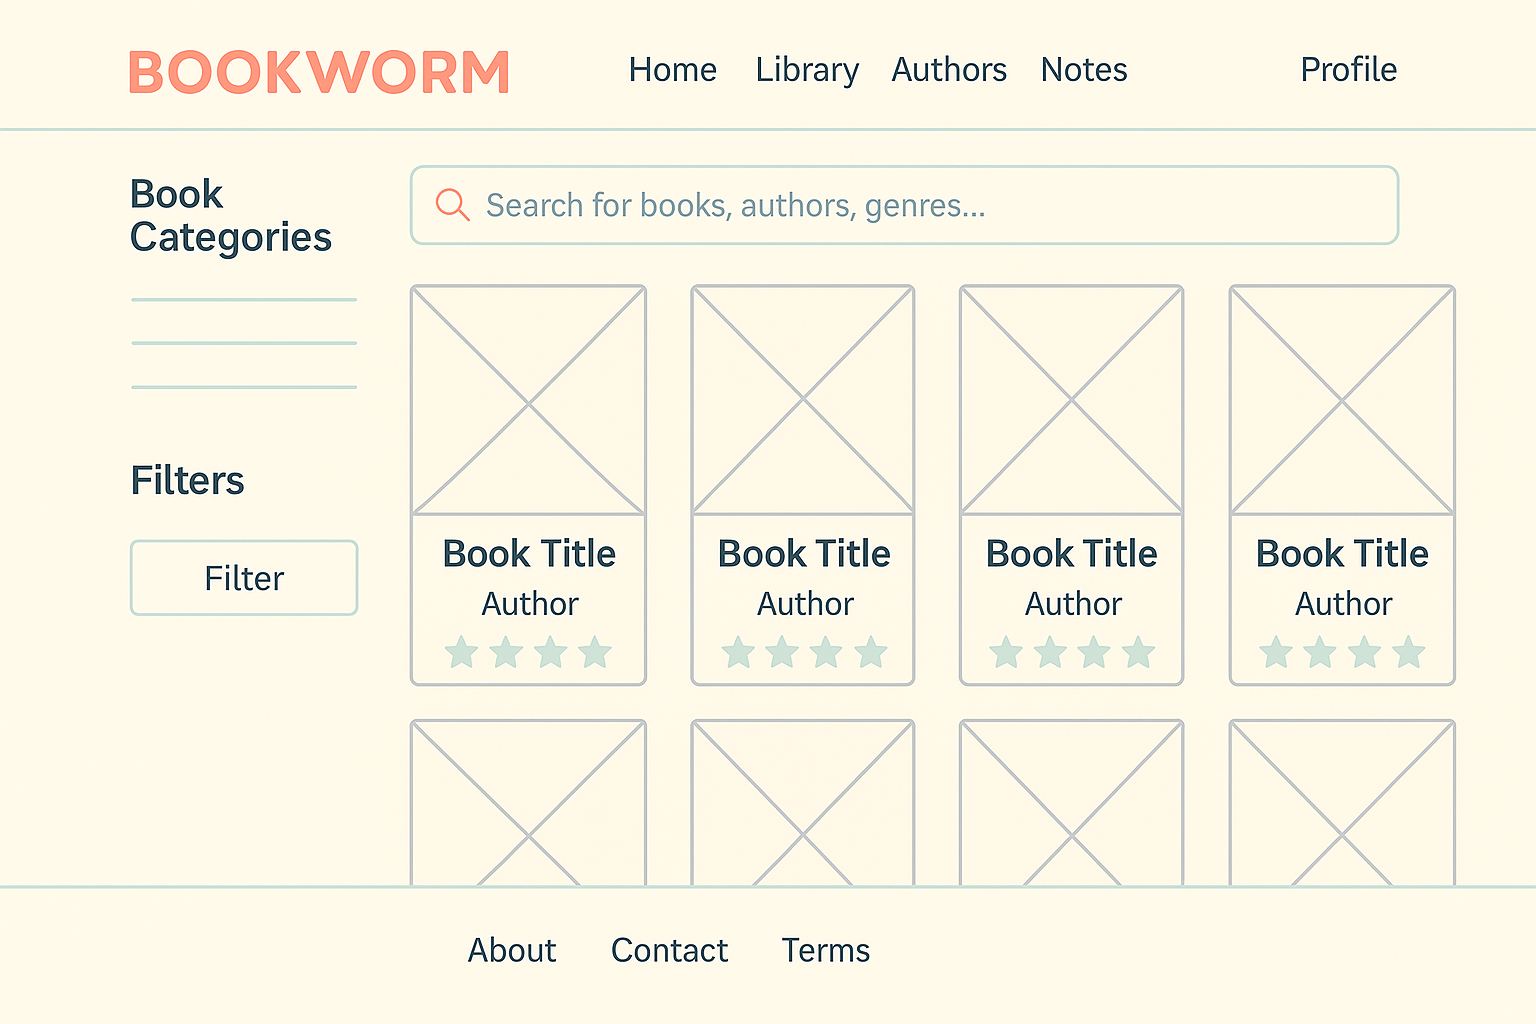 BOOKWORM
Home Library Authors Notes Profile
Book
Categories
Search for books, authors, genres...
Filters
Filter
Book Title
Author
Book Title
Author
Book Title
Author
Book Title
Author
About Contact Terms